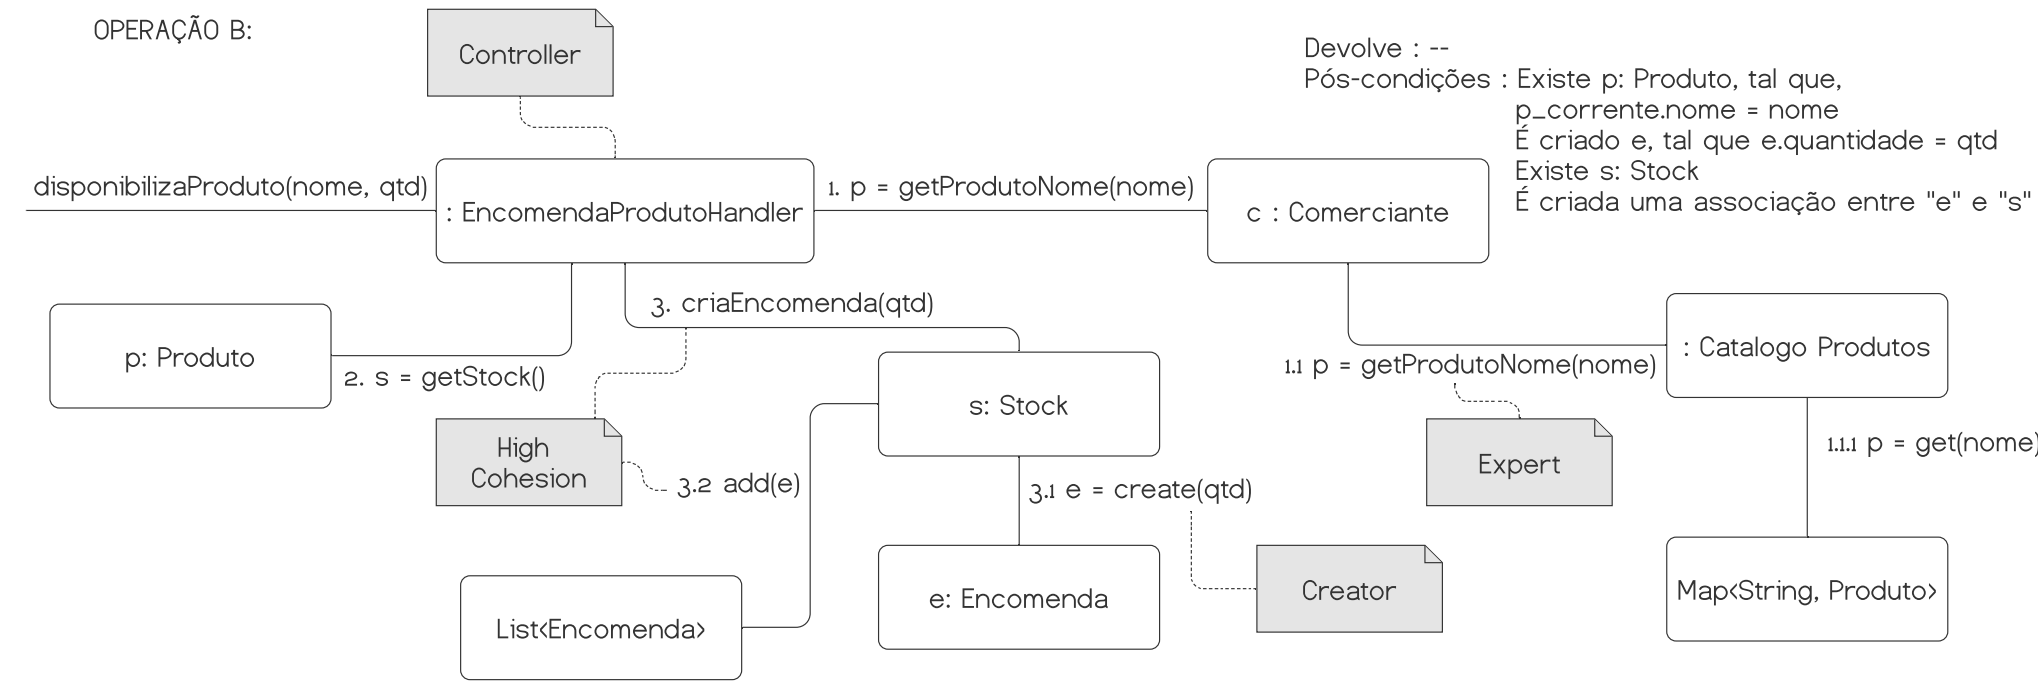 OPERAÇÃO B:
Controller
Devolve : --
Pós-condições : Existe p: Produto, tal que,
p_corrente.nome = nome
É criado e, tal que e.quantidade = qtd
Existe s: Stock
É criada uma associação entre "e" e "s"
disponibilizaProduto(nome, qtd)
: EncomendaProdutoHandler
1. p = getProdutoNome(nome)
c : Comerciante
3. criaEncomenda(qtd)
p: Produto
2. s = getStock()
: Catalogo Produtos
1.1 p = getProdutoNome(nome)
s: Stock
High
Cohesion
3.2 add(e)
3.1 e = create(qtd)
Expert
1.1.1 p = get(nome)
List<Encomenda>
e: Encomenda
Creator
Map<String, Produto>